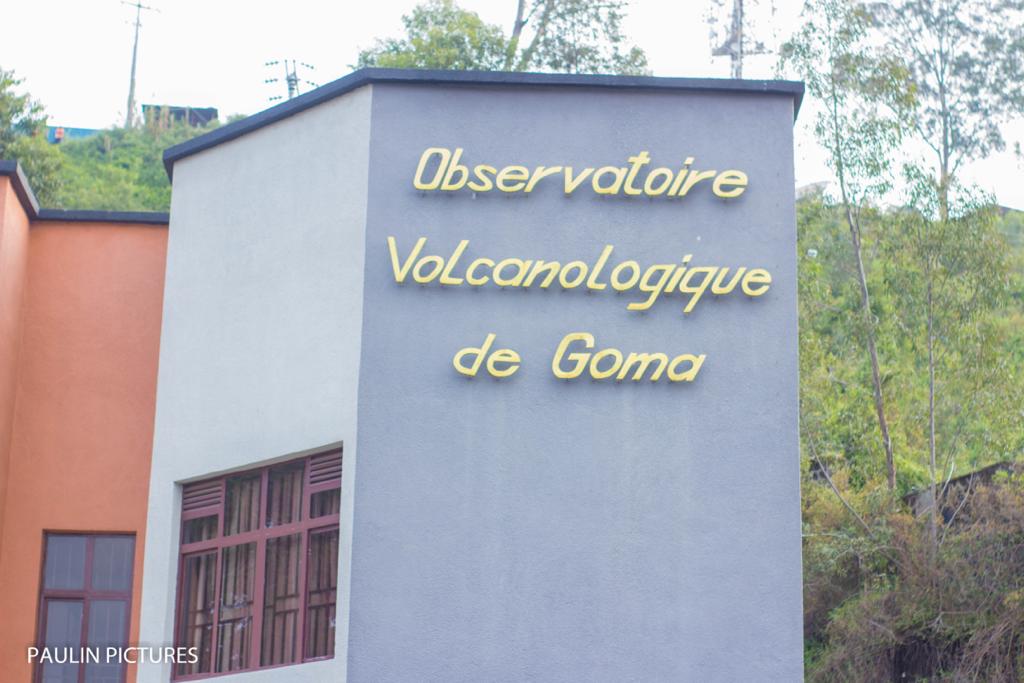 Observatoire
Volcanologique
de Goma
PAULIN PICTURES